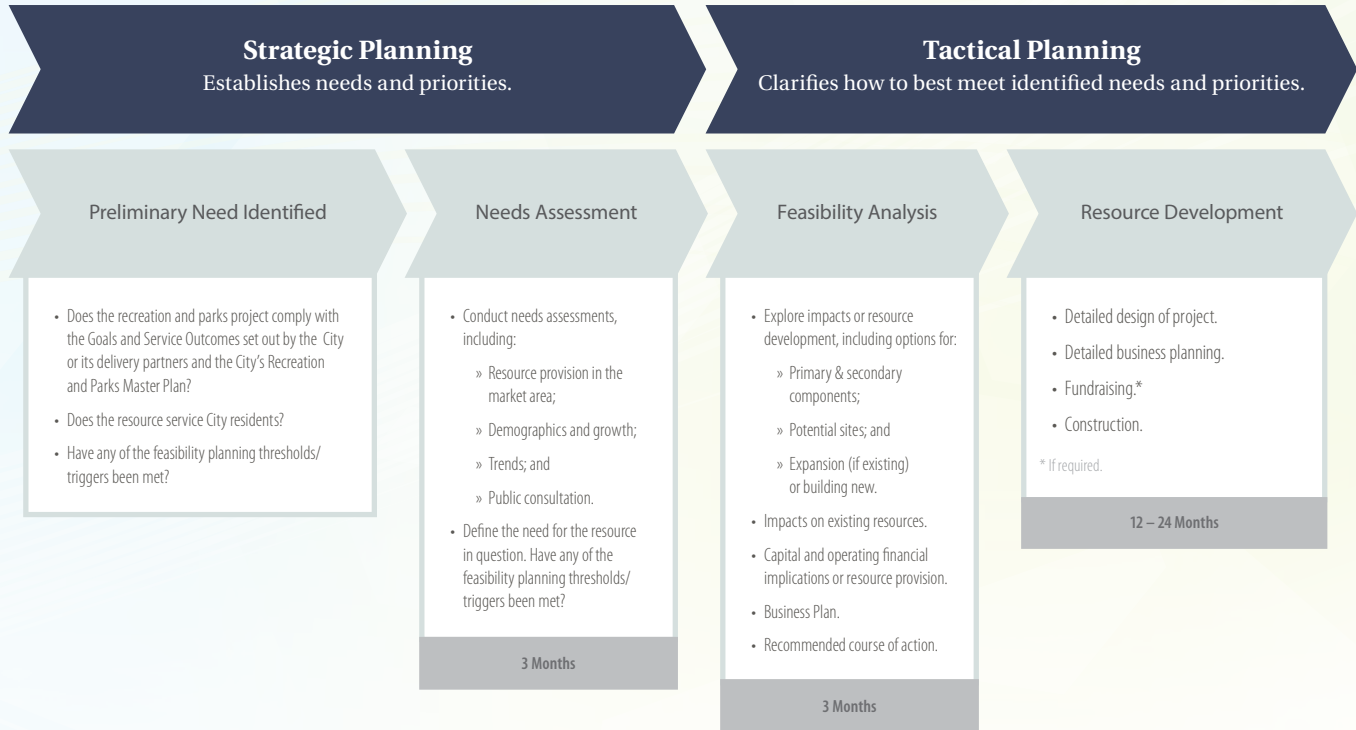 Strategic Planning
Establishes needs and priorities.
Tactical Planning
Clarifies how to best meet identified needs and priorities.
Preliminary Need Identified
• Does the recreation and parks project comply with
the Goals and Service Outcomes set out by the City
or its delivery partners and the City's Recreation
and Parks Master Plan?
• Does the resource service City residents?
• Have any of the feasibility planning thresholds/
triggers been met?
Needs Assessment
• Conduct needs assessments,
including:
» Resource provision in the
market area;
» Demographics and growth;
» Trends; and
» Public consultation.
• Define the need for the resource
in question. Have any of the
feasibility planning thresholds/
triggers been met?
3 Months
Feasibility Analysis
• Explore impacts or resource
development, including options for:
» Primary & secondary
components;
» Potential sites; and
» Expansion (if existing)
or building new.
• Impacts on existing resources.
• Capital and operating financial
implications or resource provision.
• Business Plan.
• Recommended course of action.
3 Months
Resource Development
• Detailed design of project.
• Detailed business planning.
• Fundraising.*
• Construction.
* If required.
12 – 24 Months